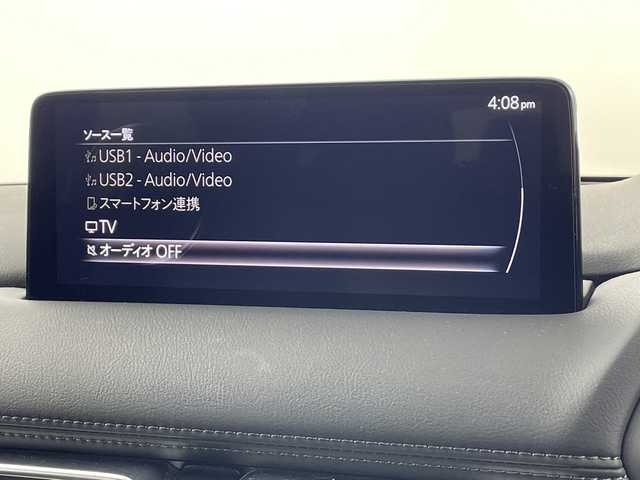 4:08pm
ソース一覧
USB1 - Audio/Video
USB2 - Audio/Video
スマートフォン連携
TV
オーディオ OFF